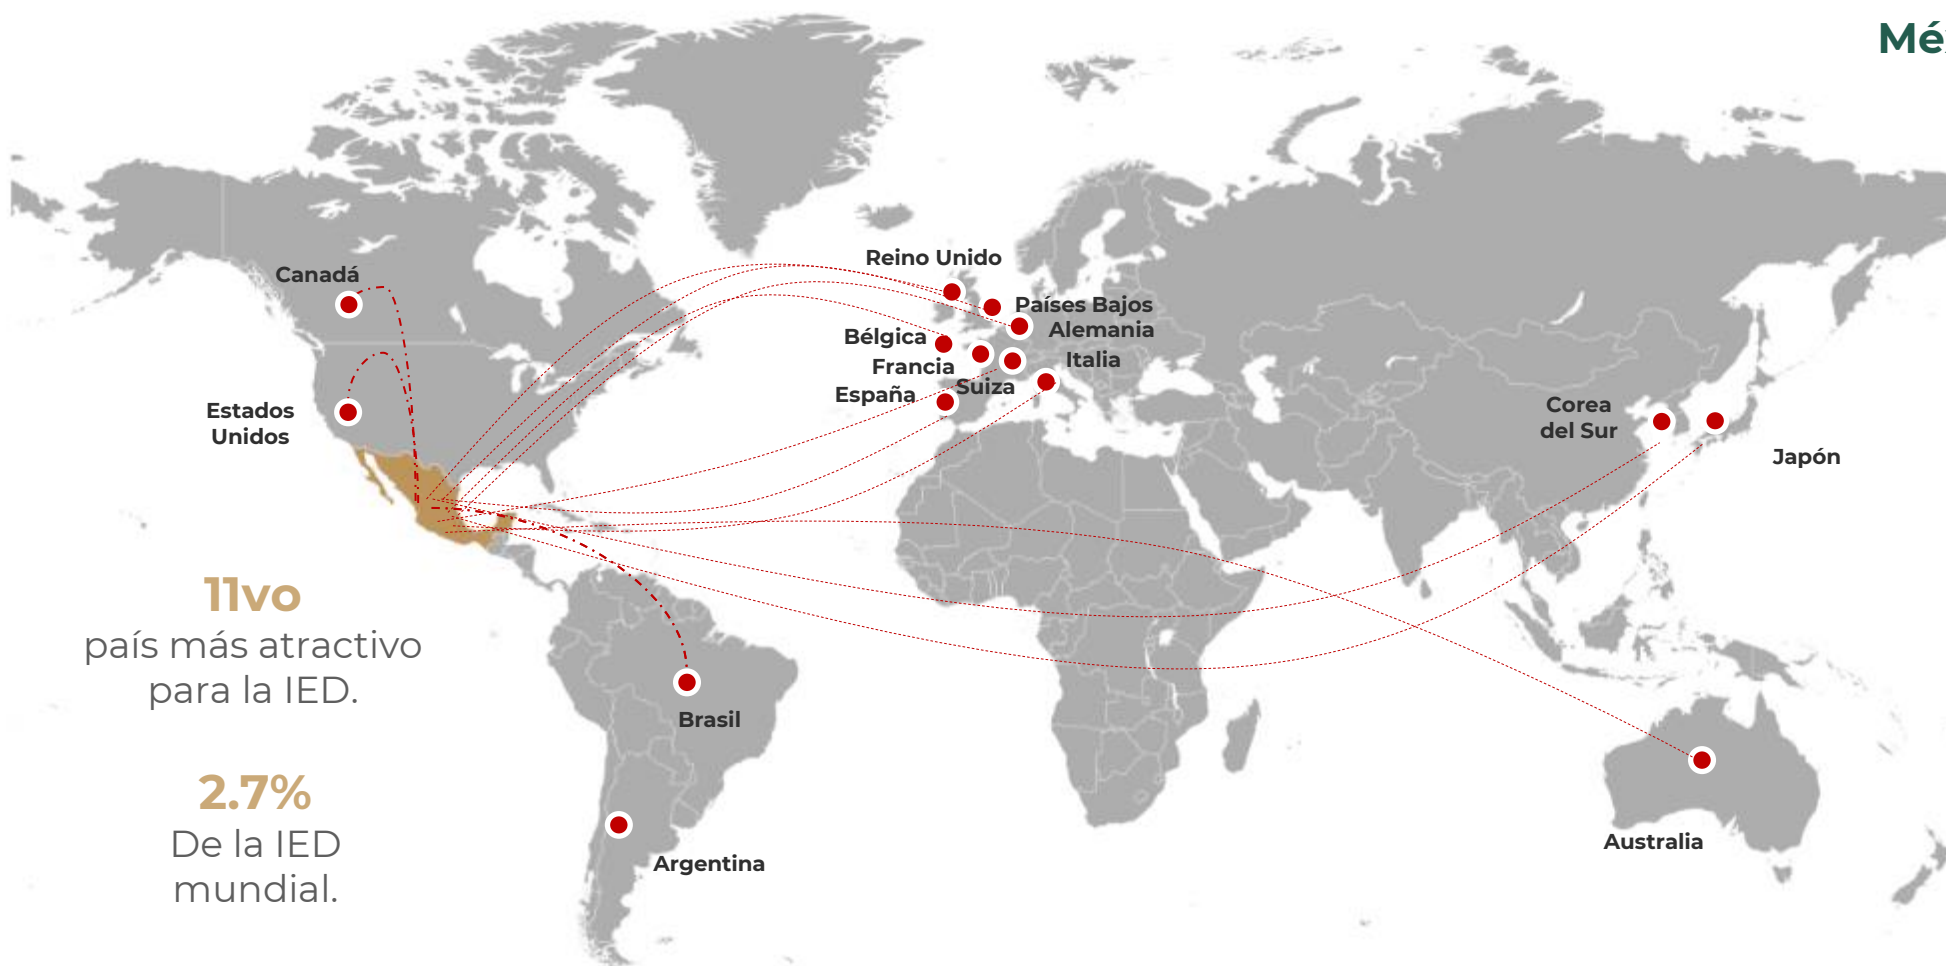 Mé
Reino Unido
Canadá
Países Bajos
Alemania
Bélgica
Italia
Francia
Suiza
España
Estados
Unidos
Corea
del Sur
Japón
11vo
país más atractivo
para la IED.
Brasil
2.7%
De la IED
mundial.
Argentina
Australia